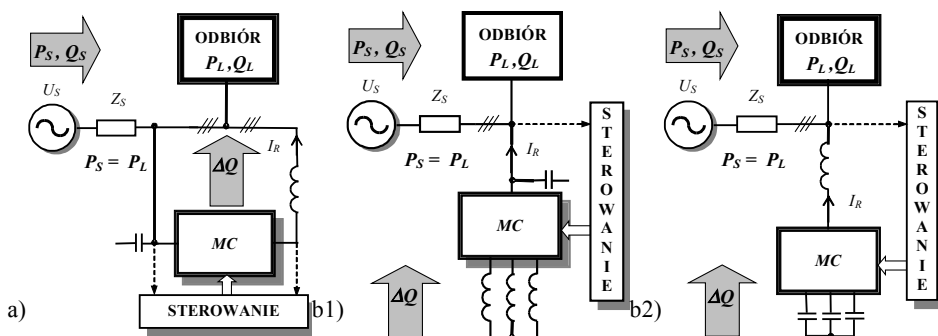 P_S , Q_S
ODBIÓR
P_L ,Q_L
U_S
Z_S
P_S = P_L
ΔQ
I_R
MC
STEROWANIE
a)
P_S , Q_S
ODBIÓR
P_L ,Q_L
U_S
Z_S
P_S = P_L
I_R
MC
ΔQ
STEROWANIE
b1)
P_S , Q_S
ODBIÓR
P_L ,Q_L
U_S
Z_S
P_S = P_L
I_R
MC
ΔQ
STEROWANIE
b2)